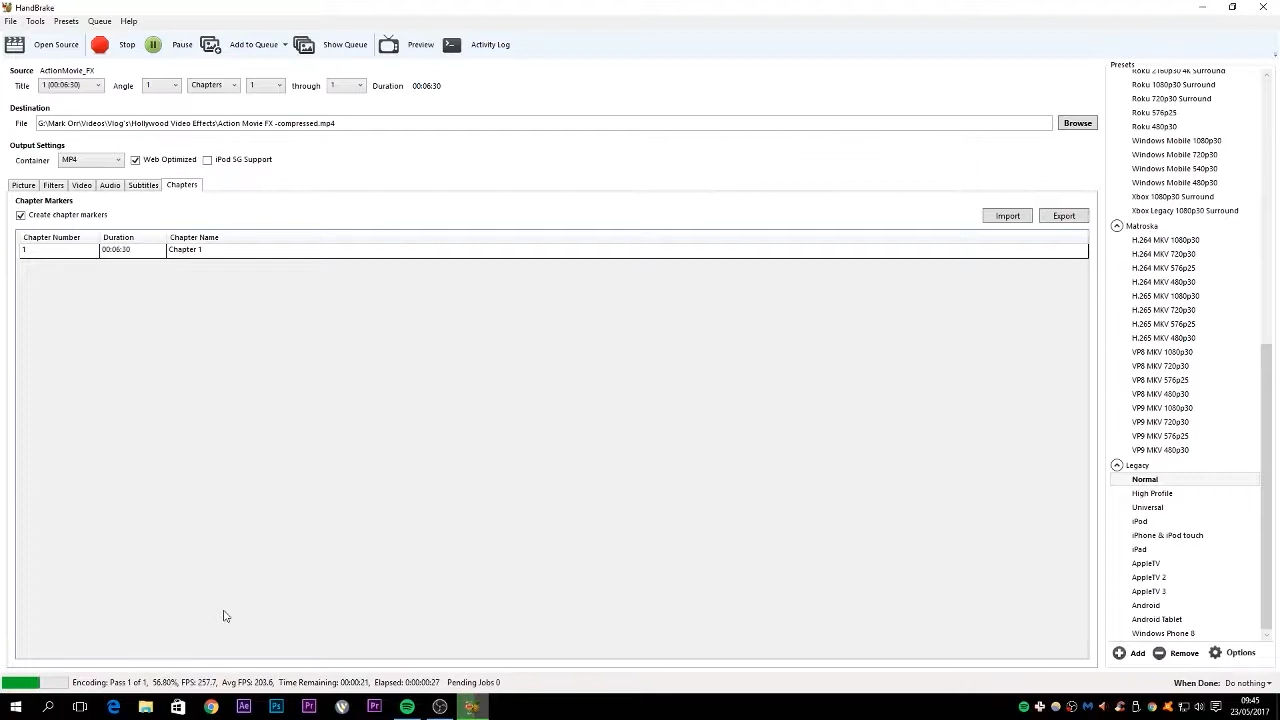 HandBrake
File Tools Presets Queue Help
Open Source Stop Pause Add to Queue Show Queue Preview Activity Log
Source ActionMovie_FX
Title 1 (00:06:30) Angle 1 Chapters 1 through 1 Duration 00:06:30
Destination
File G:\Mark Orr\Videos\Vlog's\Hollywood Video Effects\Action Movie FX -compressed.mp4 Browse
Output Settings
Container MP4 Web Optimized iPod 5G Support
Picture Filters Video Audio Subtitles Chapters
Chapter Markers
Create chapter markers Import Export
Chapter Number Duration Chapter Name
1 00:06:30 Chapter 1
Presets
Roku 2160p30 4K Surround
Roku 1080p30 Surround
Roku 720p30 Surround
Roku 576p25
Roku 480p30
Windows Mobile 1080p30
Windows Mobile 720p30
Windows Mobile 540p30
Windows Mobile 480p30
Xbox 1080p30 Surround
Xbox Legacy 1080p30 Surround
Matroska
H.264 MKV 1080p30
H.264 MKV 720p30
H.264 MKV 576p25
H.264 MKV 480p30
H.265 MKV 1080p30
H.265 MKV 720p30
H.265 MKV 576p25
H.265 MKV 480p30
VP8 MKV 1080p30
VP8 MKV 720p30
VP8 MKV 576p25
VP8 MKV 480p30
VP9 MKV 1080p30
VP9 MKV 720p30
VP9 MKV 576p25
VP9 MKV 480p30
Legacy
Normal
High Profile
Universal
iPod
iPhone & iPod touch
iPad
AppleTV
AppleTV 2
AppleTV 3
Android
Android Tablet
Windows Phone 8
Add Remove Options
Encoding: Pass 1 of 1, 56.80%, FPS: 257.7, Avg FPS: 203.6, Time Remaining: 00:00:21, Elapsed: 0:00:00:27 Pending Jobs 0
When Done: Do nothing
Ae Ps Pr Pr
09:45
23/05/2017